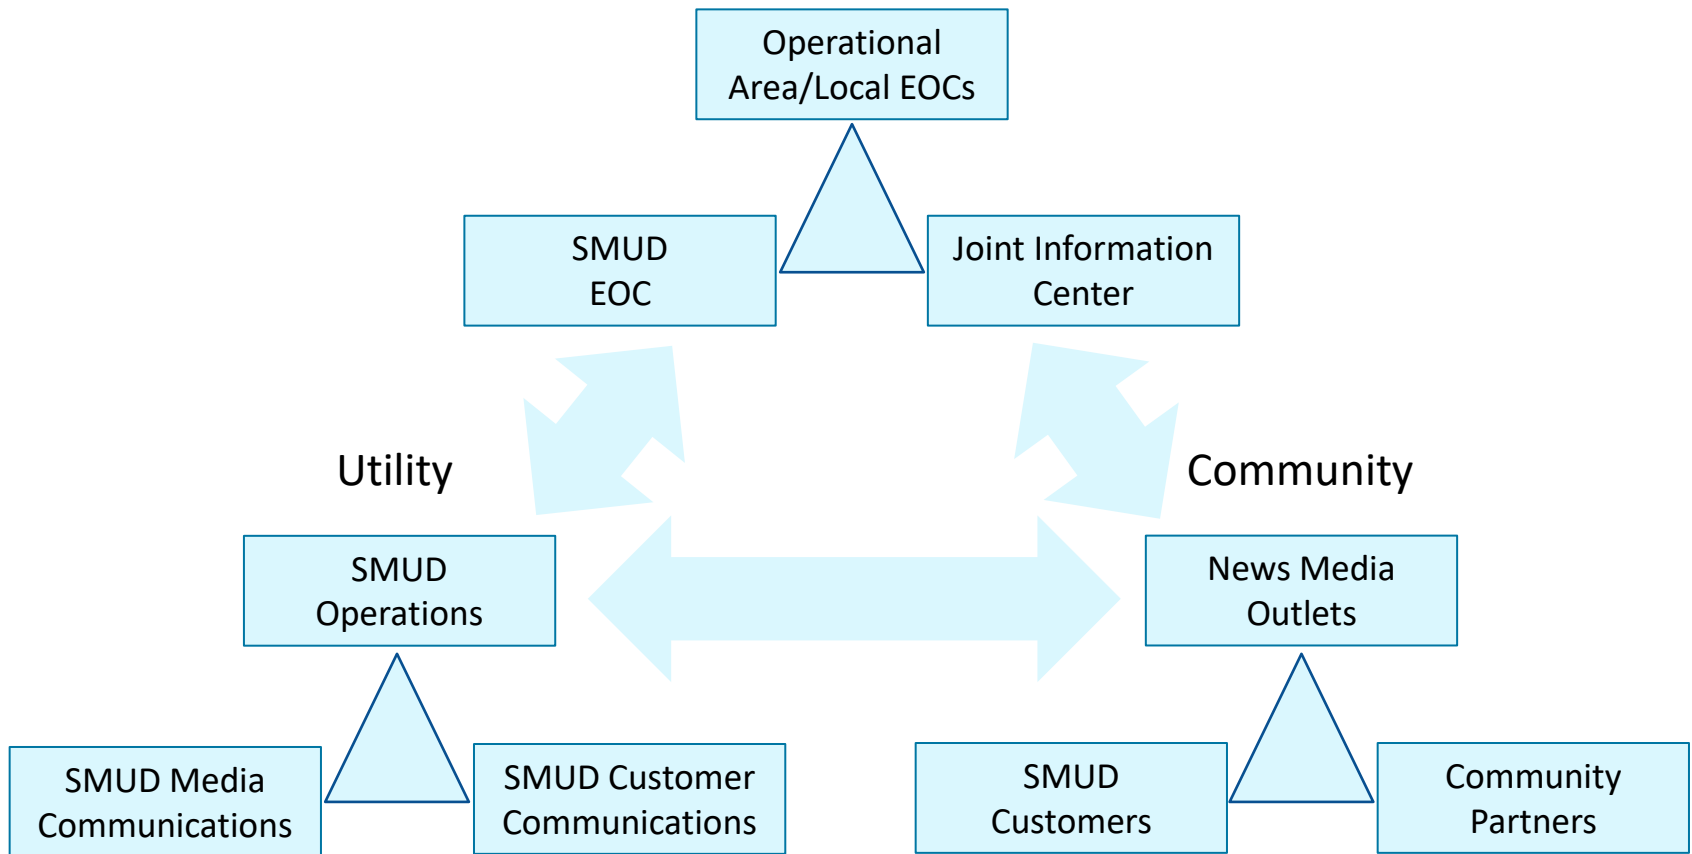 Operational
Area/Local EOCs
SMUD
EOC
Joint Information
Center
Utility
Community
SMUD
Operations
News Media
Outlets
SMUD Media
Communications
SMUD Customer
Communications
SMUD
Customers
Community
Partners